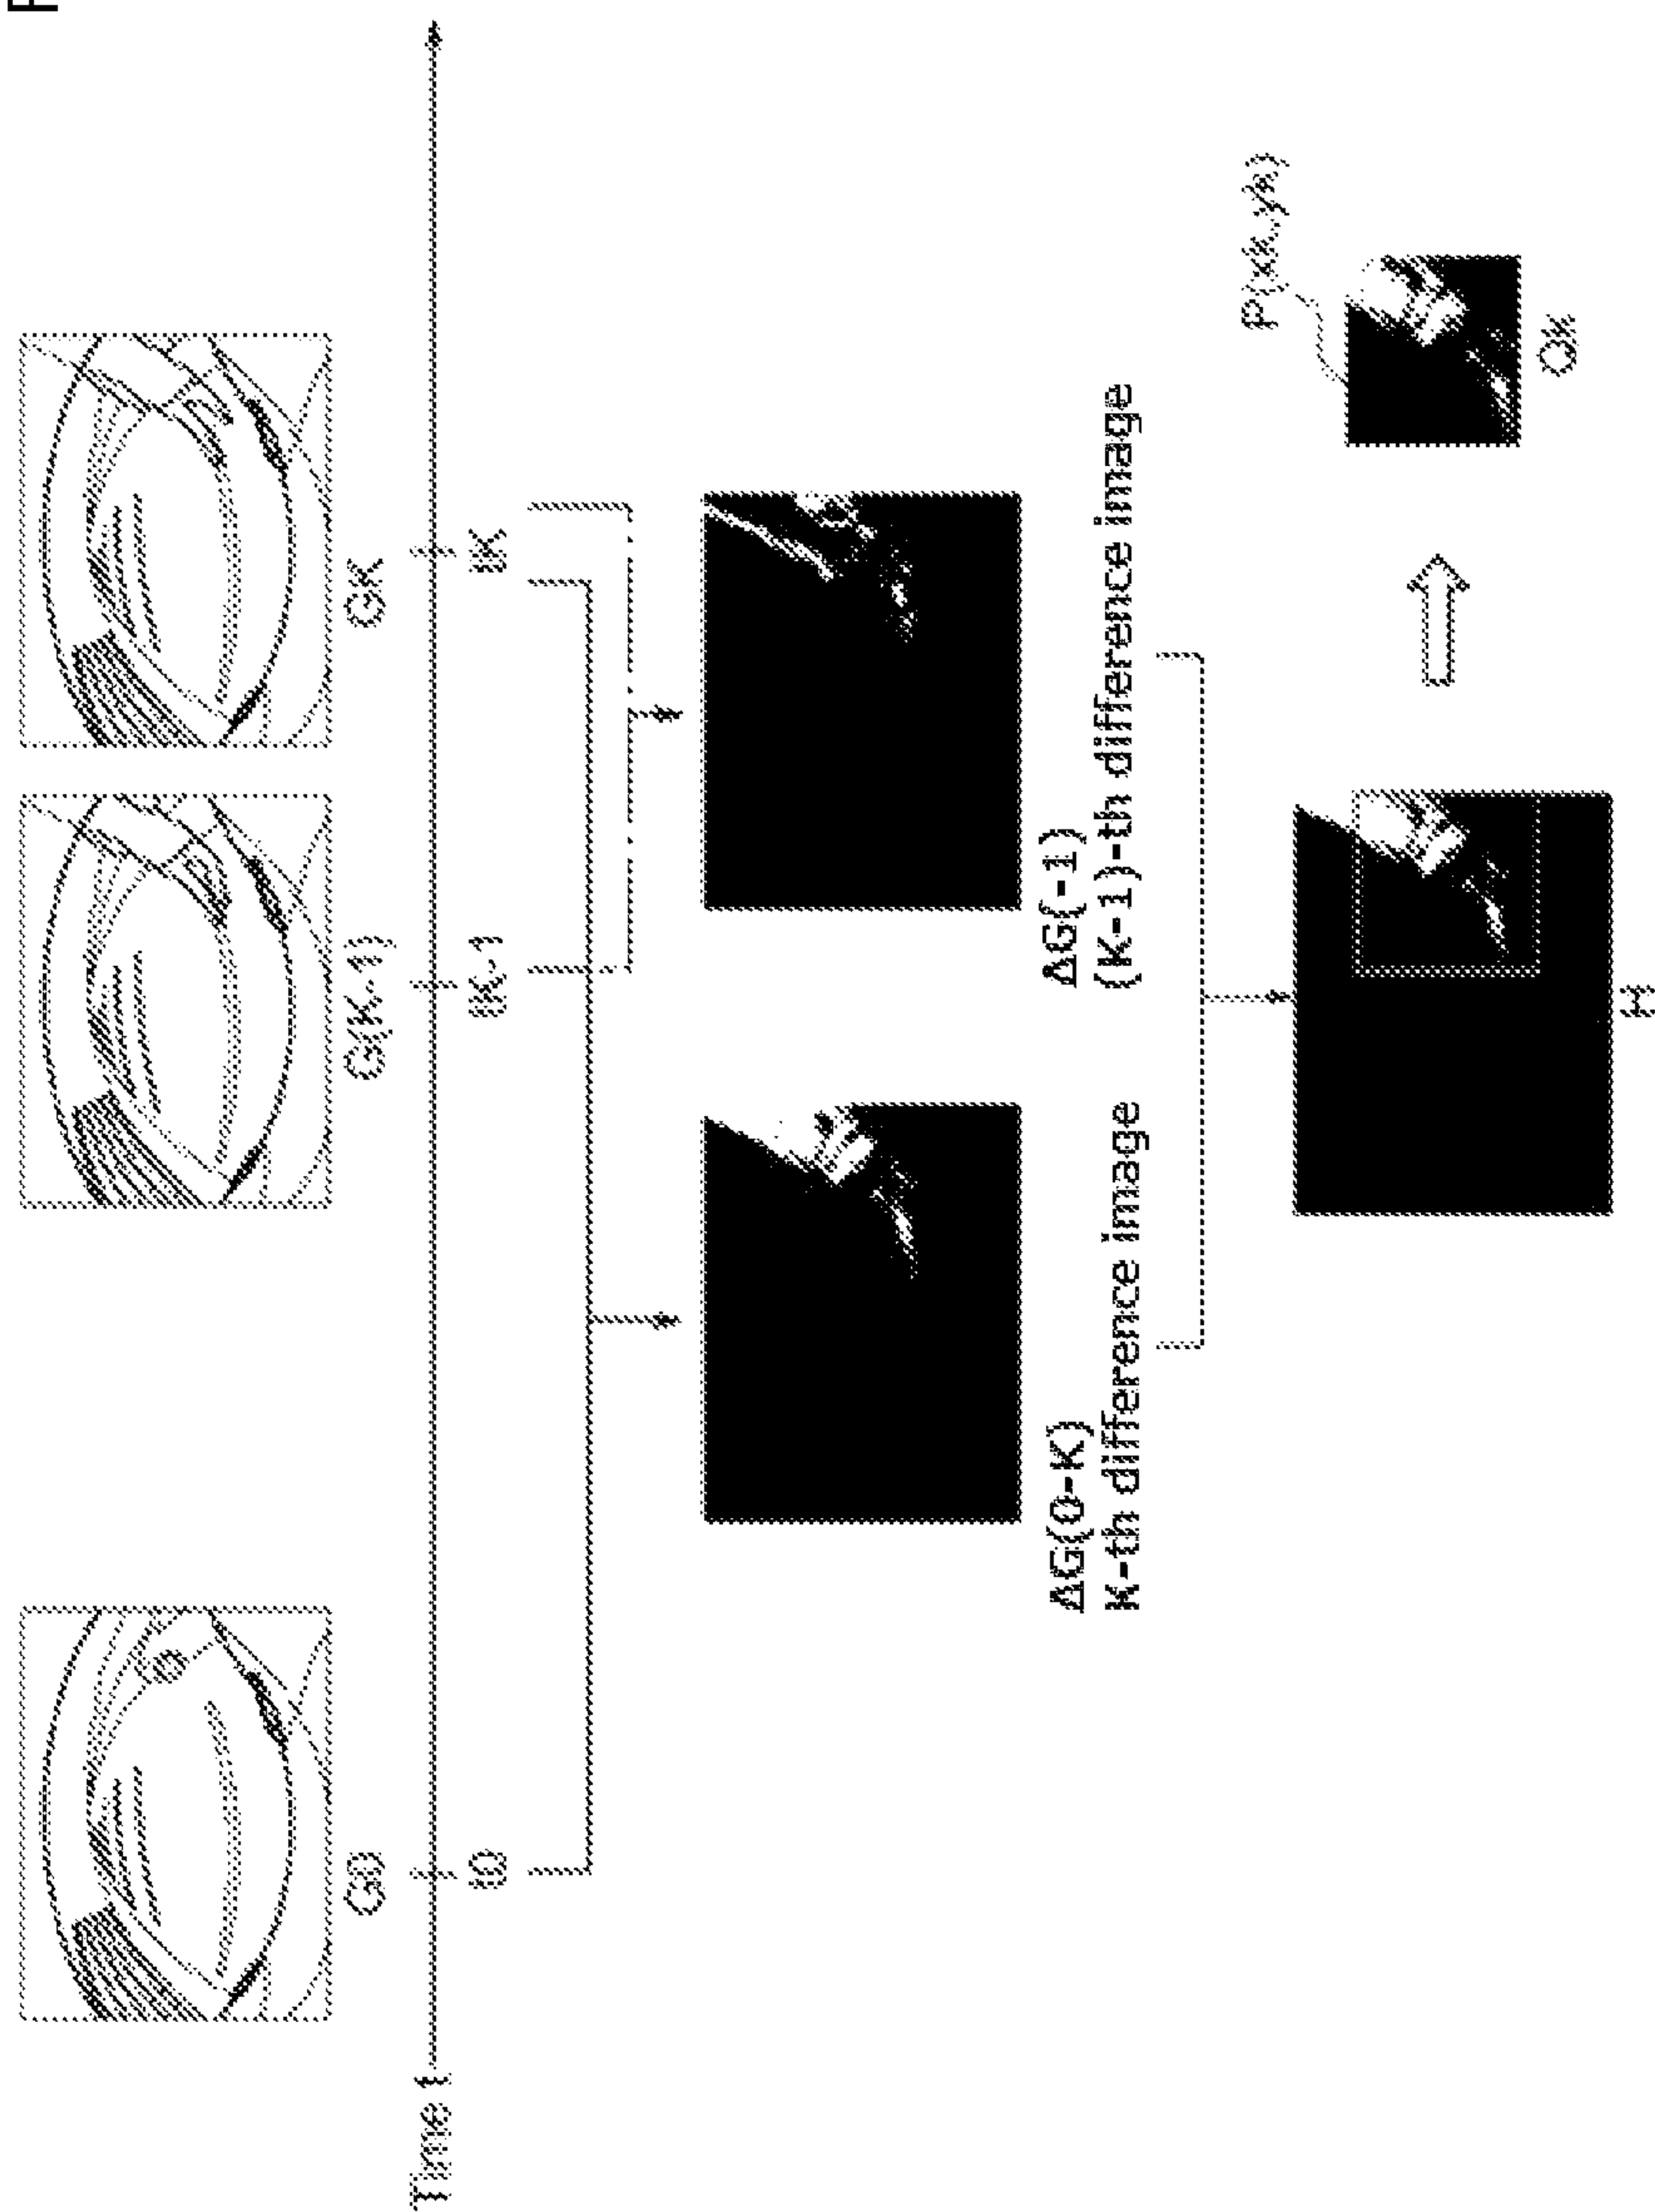 F
G0
G(K-1)
GK
Time t
t0
tK-1
tK
ΔG(0-K)
K-th difference image
ΔG(-1)
(K-1)-th difference image
P(xk,yk)
H
Qk